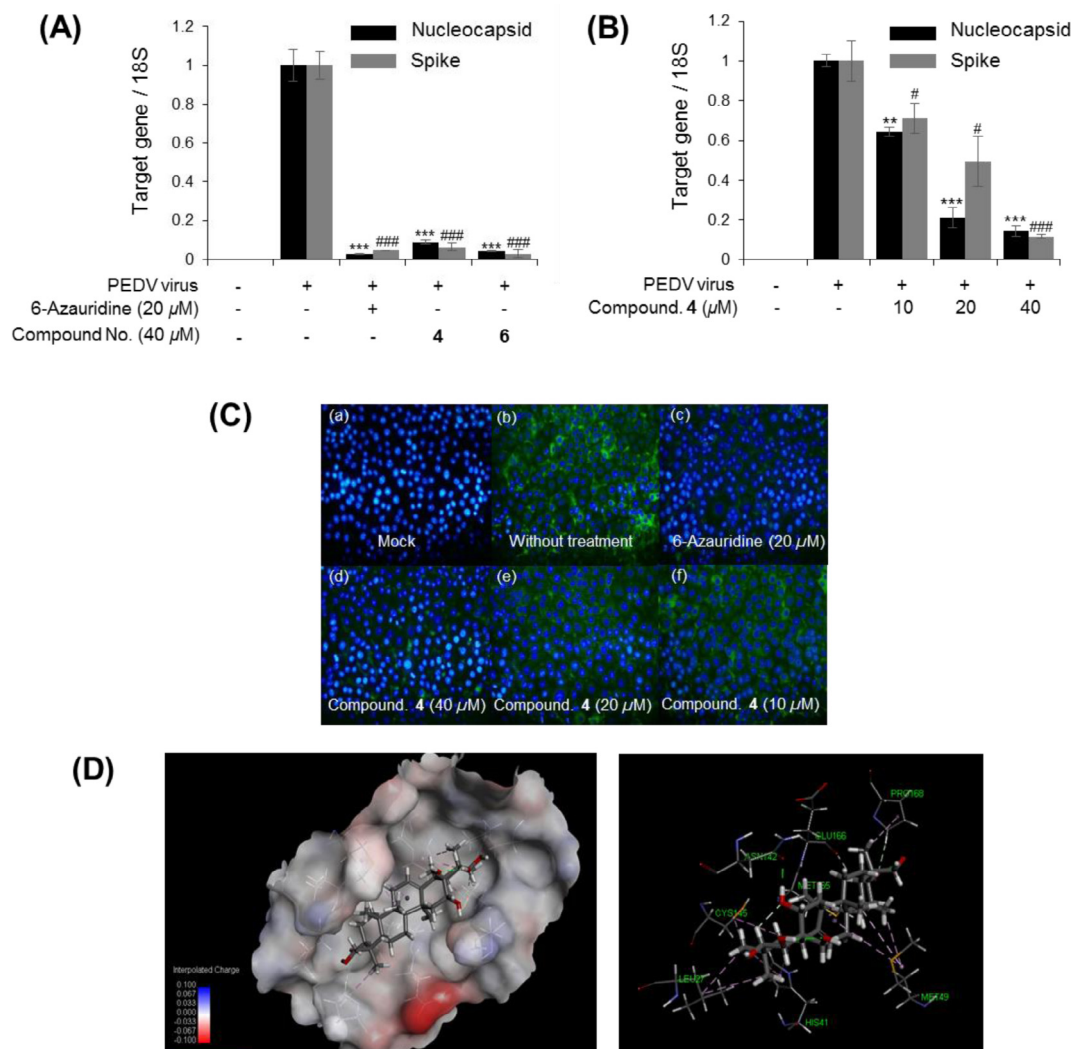 (A)
Target gene / 18S
1.2
1
0.8
0.6
0.4
0.2
0
Nucleocapsid
Spike
*** ### *** ### *** ###
PEDV virus - + + + +
6-Azauridine (20 µM) - - + - -
Compound No. (40 µM) - - - 4 6
(B)
Target gene / 18S
1.2
1
0.8
0.6
0.4
0.2
0
Nucleocapsid
Spike
** # *** # *** ###
PEDV virus - + + + +
Compound. 4 (µM) - - 10 20 40
(C)
(a)
Mock
(b)
Without treatment
(c)
6-Azauridine (20 µM)
(d)
Compound. 4 (40 µM)
(e)
Compound. 4 (20 µM)
(f)
Compound. 4 (10 µM)
(D)
Interpolated Charge
0.100
0.067
0.033
0.000
-0.033
-0.067
-0.100
PRO168
GLU166
ASN142
MET165
CYS145
LEU27
MET49
HIS41